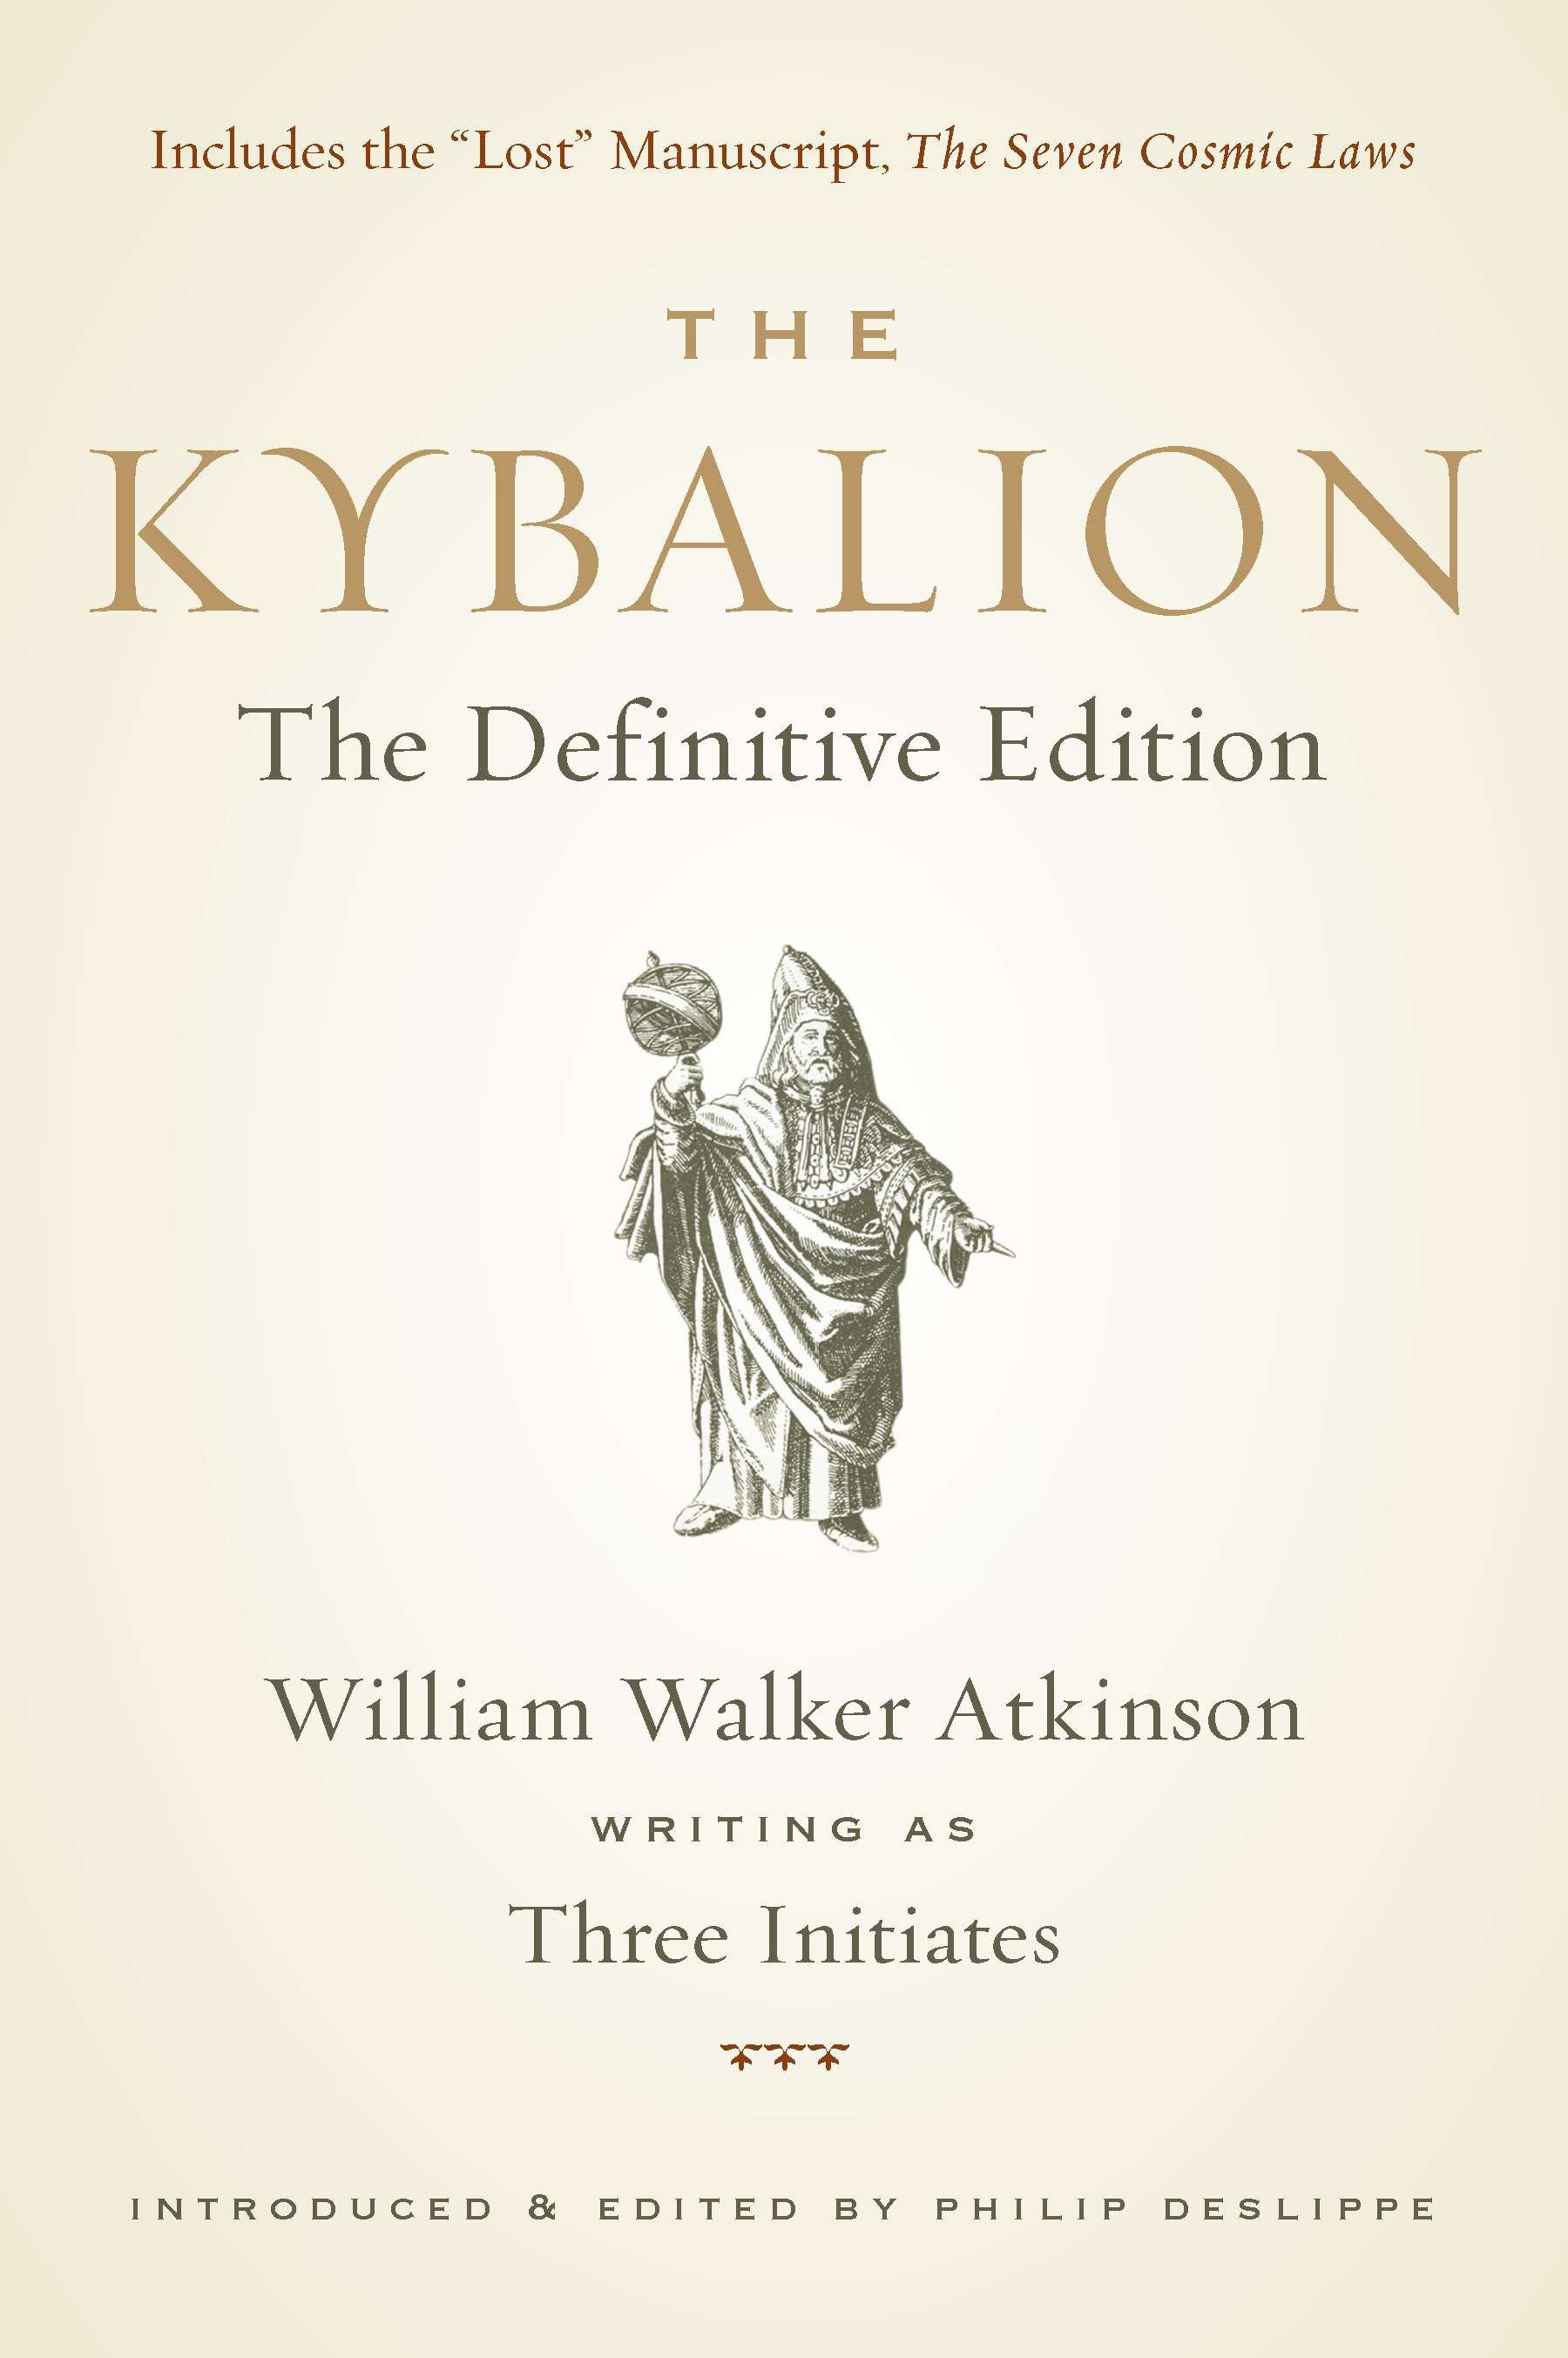 Includes the “Lost” Manuscript, The Seven Cosmic Laws
THE
KYBALION
The Definitive Edition
William Walker Atkinson
WRITING AS
Three Initiates
INTRODUCED & EDITED BY PHILIP DESLIPPE